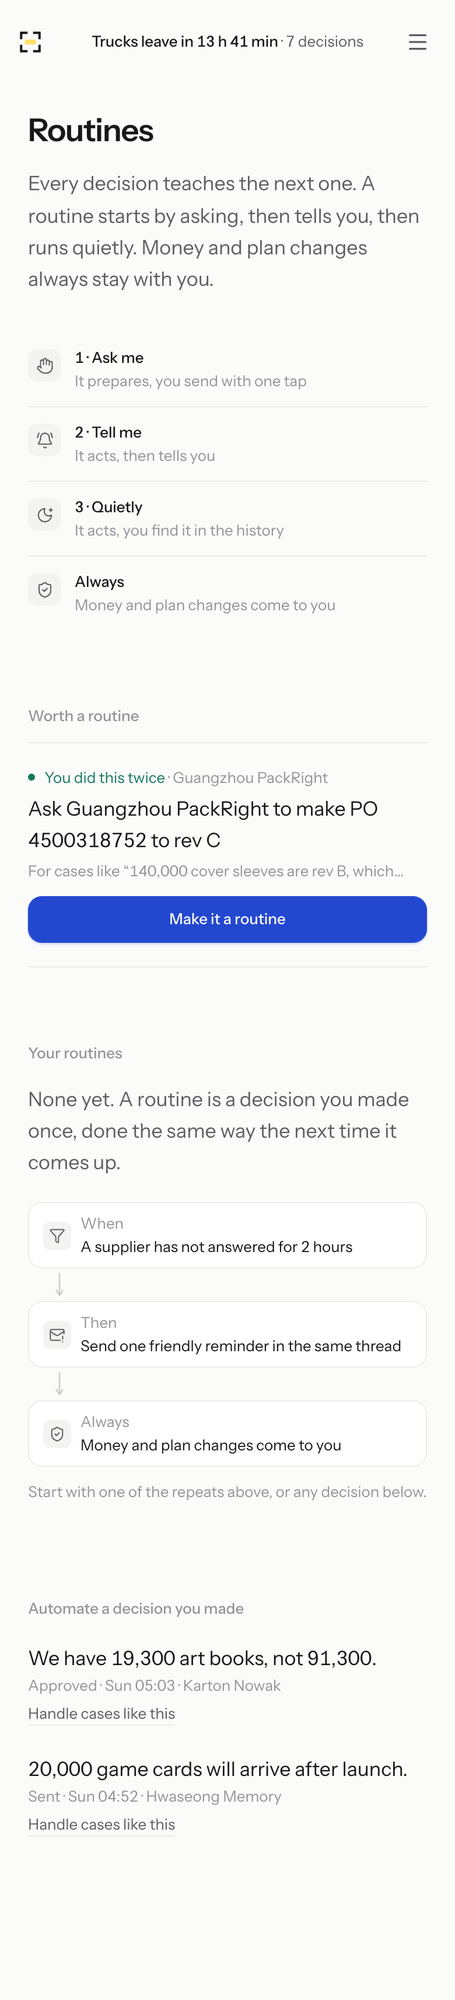 Trucks leave in 13 h 41 min · 7 decisions
Routines
Every decision teaches the next one. A
routine starts by asking, then tells you, then
runs quietly. Money and plan changes
always stay with you.
1 · Ask me
It prepares, you send with one tap
2 · Tell me
It acts, then tells you
3 · Quietly
It acts, you find it in the history
Always
Money and plan changes come to you
Worth a routine
You did this twice · Guangzhou PackRight
Ask Guangzhou PackRight to make PO
4500318752 to rev C
For cases like “140,000 cover sleeves are rev B, which...
Make it a routine
Your routines
None yet. A routine is a decision you made
once, done the same way the next time it
comes up.
When
A supplier has not answered for 2 hours
Then
Send one friendly reminder in the same thread
Always
Money and plan changes come to you
Start with one of the repeats above, or any decision below.
Automate a decision you made
We have 19,300 art books, not 91,300.
Approved · Sun 05:03 · Karton Nowak
Handle cases like this
20,000 game cards will arrive after launch.
Sent · Sun 04:52 · Hwaseong Memory
Handle cases like this